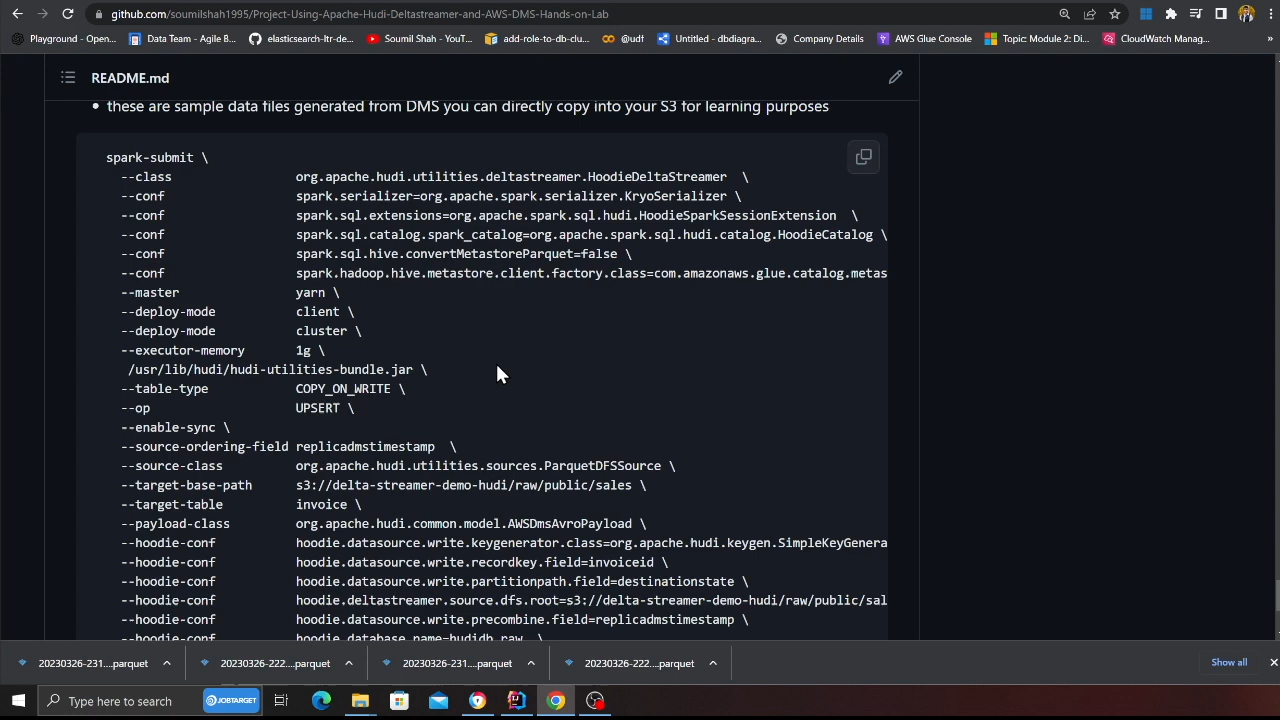 github.com/soumilshah1995/Project-Using-Apache-Hudi-Deltastreamer-and-AWS-DMS-Hands-on-Lab
Playground - Open...
Data Team - Agile 8...
elasticsearch-ltr-de...
Soumil Shah - YouT...
add-role-to-db-clu...
@udf
Untitled - dbdiagra...
Company Details
AWS Glue Console
Topic: Module 2: Di...
CloudWatch Manag...
»
README.md
• these are sample data files generated from DMS you can directly copy into your S3 for learning purposes
spark-submit \
--class org.apache.hudi.utilities.deltastreamer.HoodieDeltaStreamer \
--conf spark.serializer=org.apache.spark.serializer.KryoSerializer \
--conf spark.sql.extensions=org.apache.spark.sql.hudi.HoodieSparkSessionExtension \
--conf spark.sql.catalog.spark_catalog=org.apache.spark.sql.hudi.catalog.HoodieCatalog \
--conf spark.sql.hive.convertMetastoreParquet=false \
--conf spark.hadoop.hive.metastore.client.factory.class=com.amazonaws.glue.catalog.metas
--master yarn \
--deploy-mode client \
--deploy-mode cluster \
--executor-memory 1g \
/usr/lib/hudi/hudi-utilities-bundle.jar \
--table-type COPY_ON_WRITE \
--op UPSERT \
--enable-sync \
--source-ordering-field replicadmstimestamp \
--source-class org.apache.hudi.utilities.sources.ParquetDFSSource \
--target-base-path s3://delta-streamer-demo-hudi/raw/public/sales \
--target-table invoice \
--payload-class org.apache.hudi.common.model.AWSDmsAvroPayload \
--hoodie-conf hoodie.datasource.write.keygenerator.class=org.apache.hudi.keygen.SimpleKeyGenera
--hoodie-conf hoodie.datasource.write.recordkey.field=invoiceid \
--hoodie-conf hoodie.datasource.write.partitionpath.field=destinationstate \
--hoodie-conf hoodie.deltastreamer.source.dfs.root=s3://delta-streamer-demo-hudi/raw/public/sal
--hoodie-conf hoodie.datasource.write.precombine.field=replicadmstimestamp \
--hoodie-conf hoodie.database.name=hudidb_raw \
20230326-231....parquet
20230326-222....parquet
20230326-231....parquet
20230326-222....parquet
Show all
Type here to search
JOBTARGET